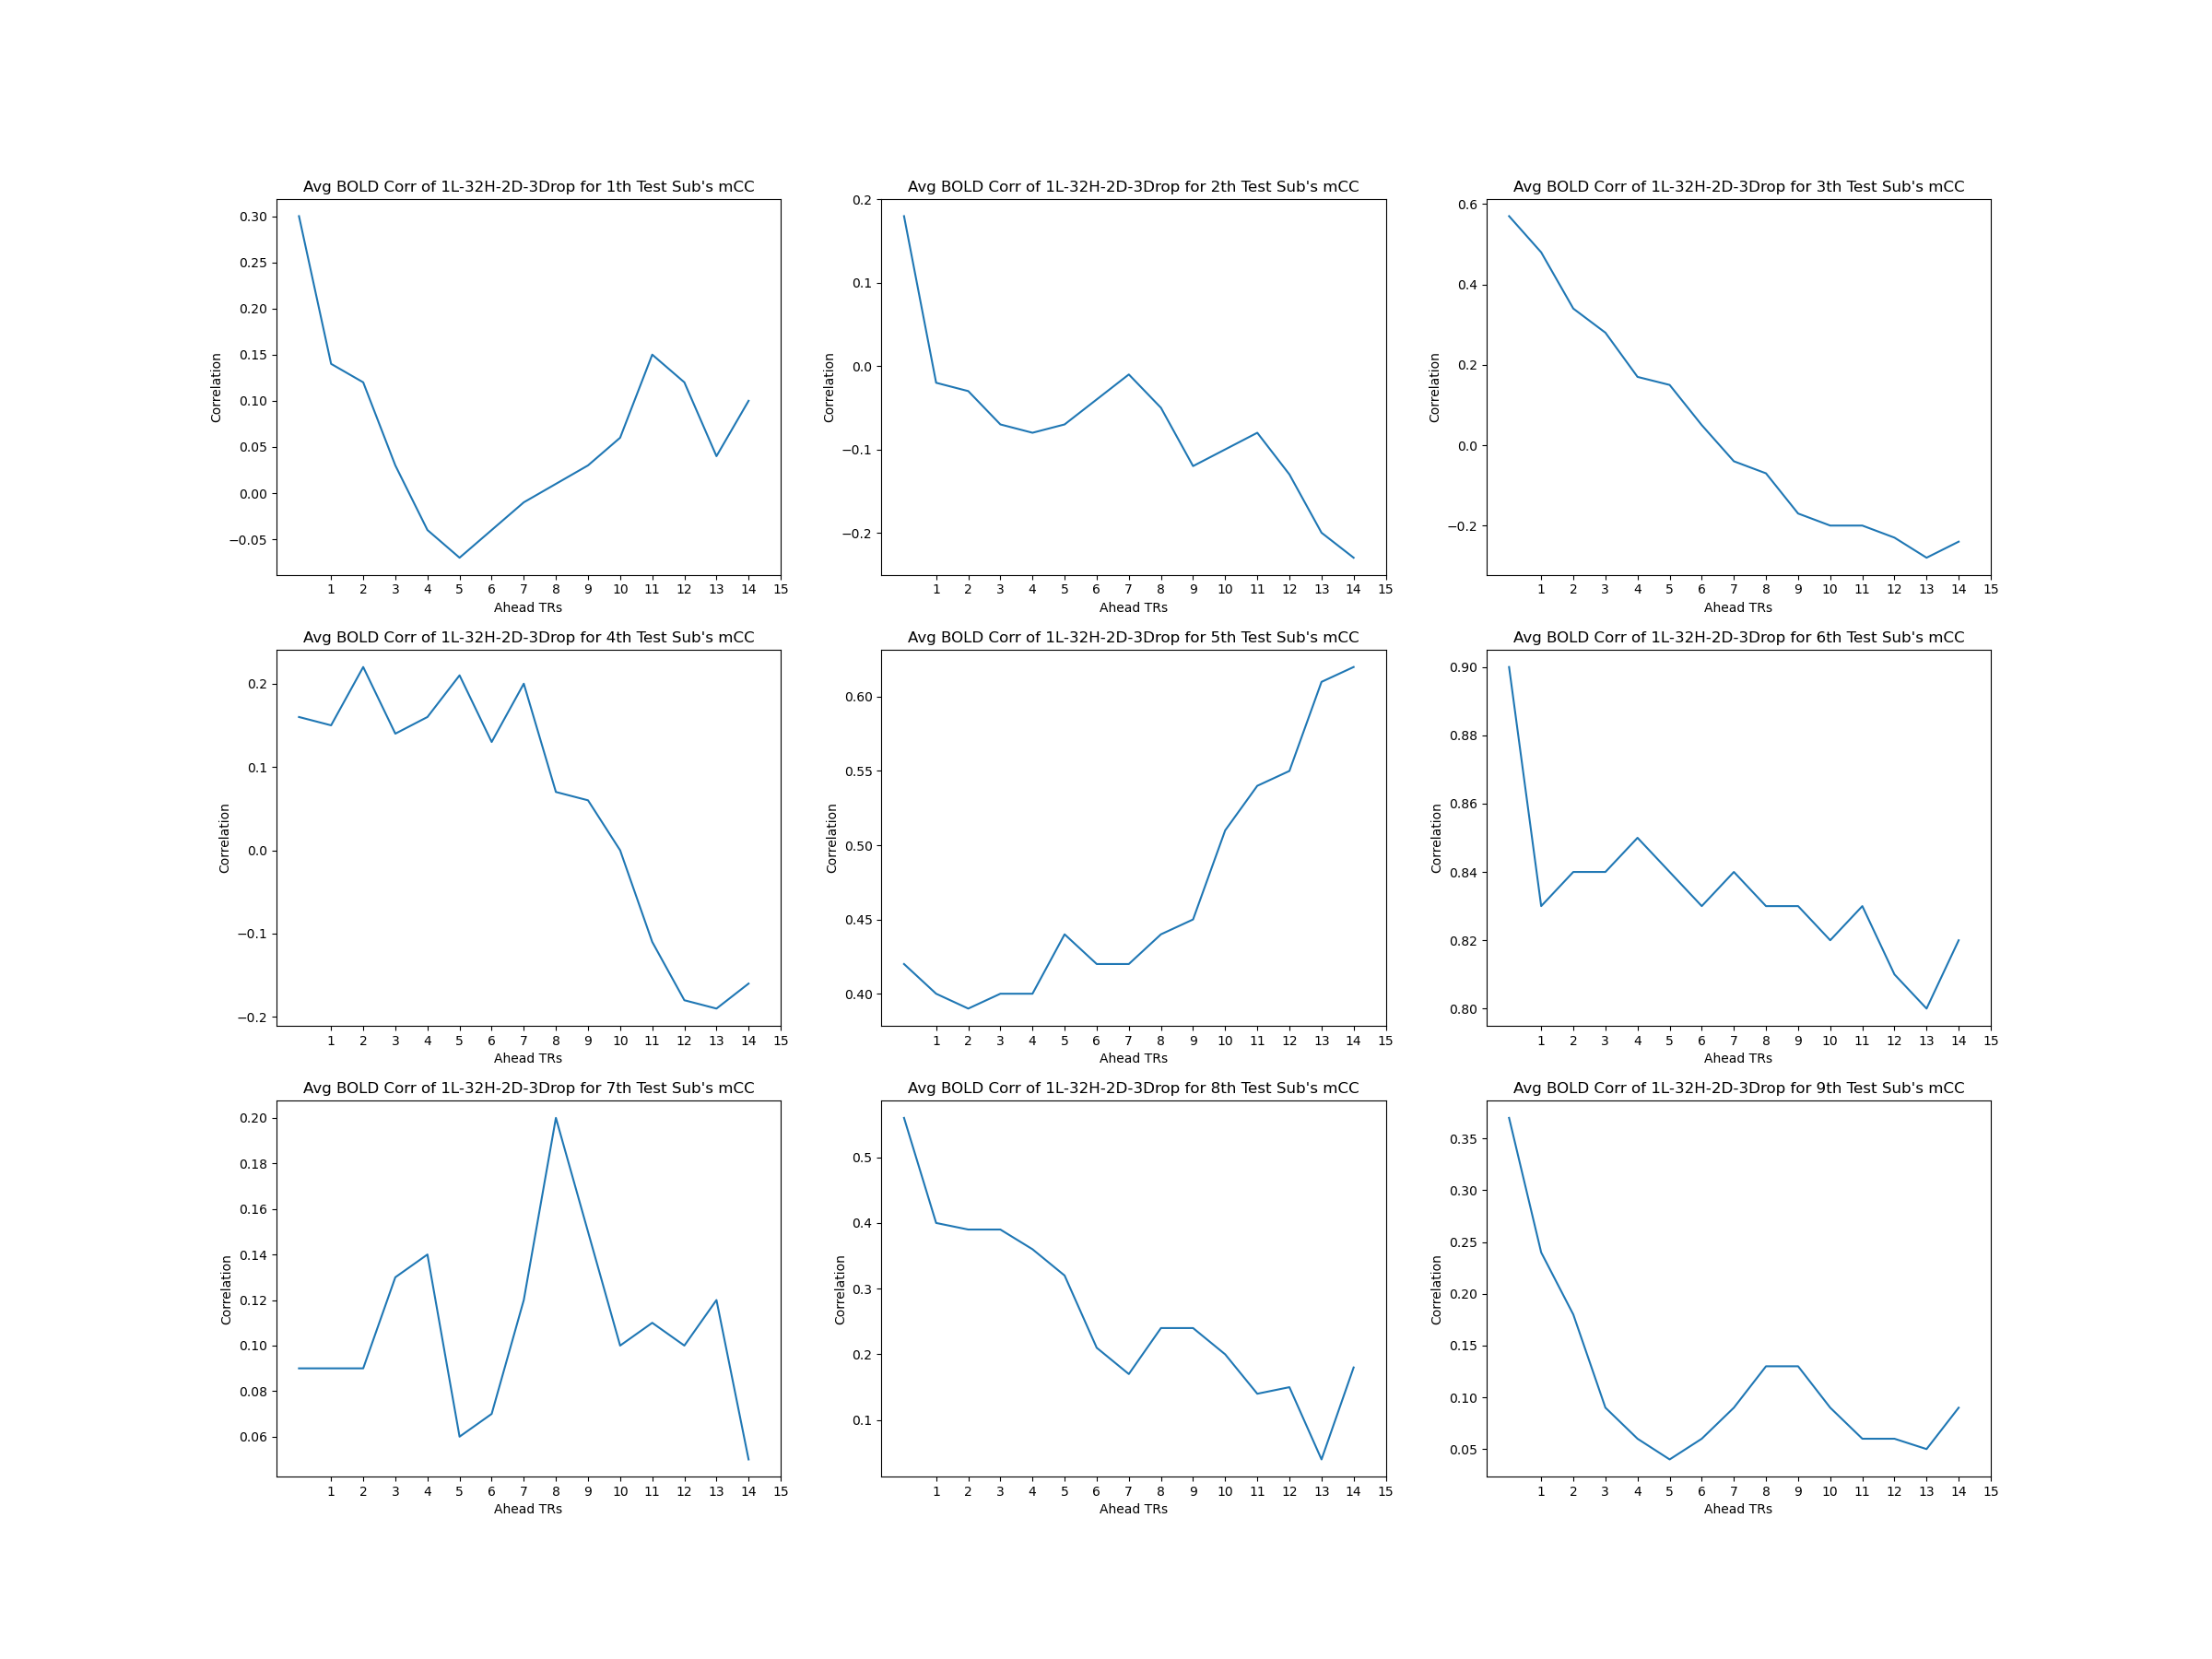 Avg BOLD Corr of 1L-32H-2D-3Drop for 1th Test Sub's mCC
Correlation
0.30
0.25
0.20
0.15
0.10
0.05
0.00
−0.05
1 2 3 4 5 6 7 8 9 10 11 12 13 14 15
Ahead TRs
Avg BOLD Corr of 1L-32H-2D-3Drop for 2th Test Sub's mCC
Correlation
0.2
0.1
0.0
−0.1
−0.2
1 2 3 4 5 6 7 8 9 10 11 12 13 14 15
Ahead TRs
Avg BOLD Corr of 1L-32H-2D-3Drop for 3th Test Sub's mCC
Correlation
0.6
0.4
0.2
0.0
−0.2
1 2 3 4 5 6 7 8 9 10 11 12 13 14 15
Ahead TRs
Avg BOLD Corr of 1L-32H-2D-3Drop for 4th Test Sub's mCC
Correlation
0.2
0.1
0.0
−0.1
−0.2
1 2 3 4 5 6 7 8 9 10 11 12 13 14 15
Ahead TRs
Avg BOLD Corr of 1L-32H-2D-3Drop for 5th Test Sub's mCC
Correlation
0.60
0.55
0.50
0.45
0.40
1 2 3 4 5 6 7 8 9 10 11 12 13 14 15
Ahead TRs
Avg BOLD Corr of 1L-32H-2D-3Drop for 6th Test Sub's mCC
Correlation
0.90
0.88
0.86
0.84
0.82
0.80
1 2 3 4 5 6 7 8 9 10 11 12 13 14 15
Ahead TRs
Avg BOLD Corr of 1L-32H-2D-3Drop for 7th Test Sub's mCC
Correlation
0.20
0.18
0.16
0.14
0.12
0.10
0.08
0.06
1 2 3 4 5 6 7 8 9 10 11 12 13 14 15
Ahead TRs
Avg BOLD Corr of 1L-32H-2D-3Drop for 8th Test Sub's mCC
Correlation
0.5
0.4
0.3
0.2
0.1
1 2 3 4 5 6 7 8 9 10 11 12 13 14 15
Ahead TRs
Avg BOLD Corr of 1L-32H-2D-3Drop for 9th Test Sub's mCC
Correlation
0.35
0.30
0.25
0.20
0.15
0.10
0.05
1 2 3 4 5 6 7 8 9 10 11 12 13 14 15
Ahead TRs